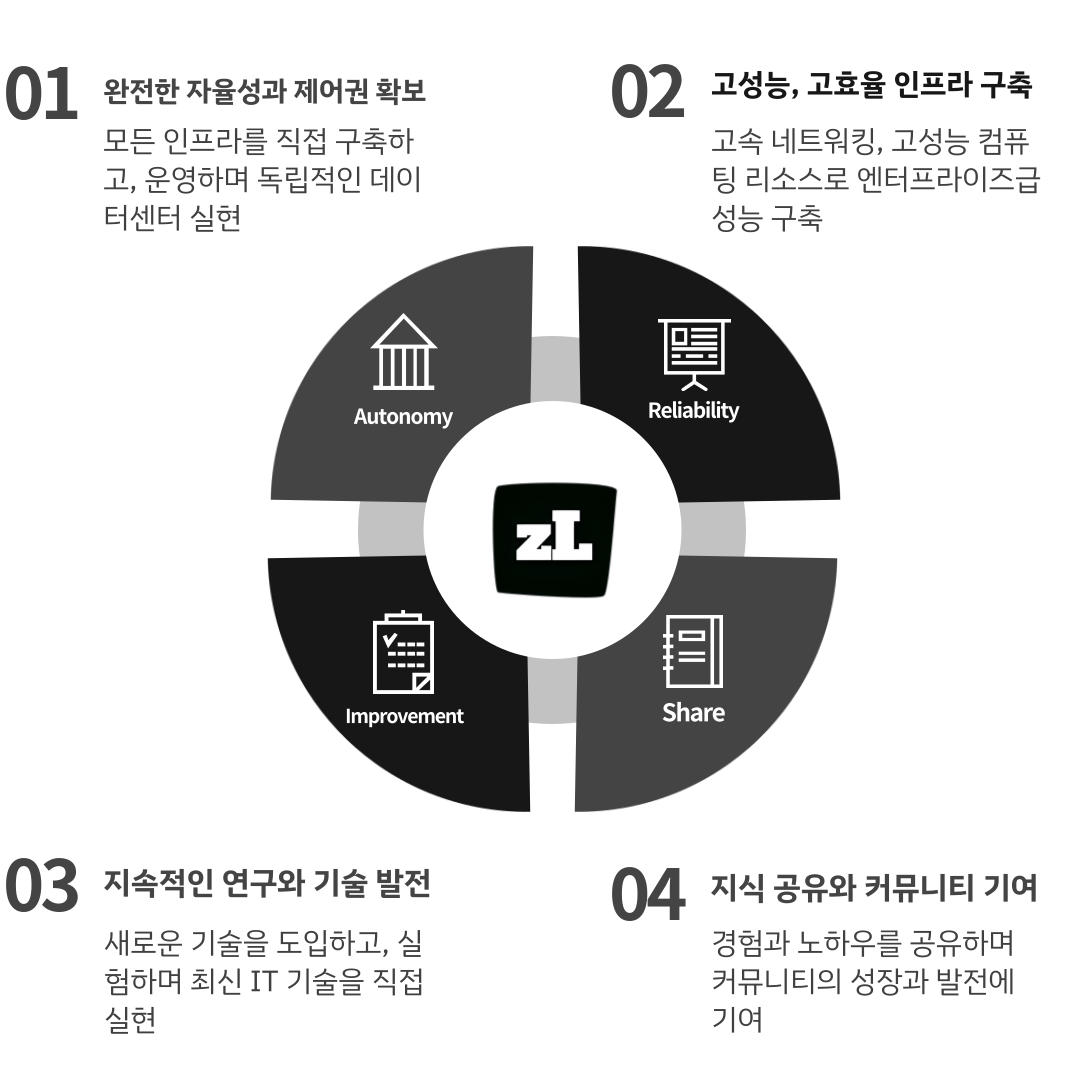 01
완전한 자율성과 제어권 확보
모든 인프라를 직접 구축하
고, 운영하며 독립적인 데이
터센터 실현
02
고성능, 고효율 인프라 구축
고속 네트워킹, 고성능 컴퓨
팅 리소스로 엔터프라이즈급
성능 구축
Autonomy
Reliability
zL
Improvement
Share
03
지속적인 연구와 기술 발전
새로운 기술을 도입하고, 실
험하며 최신 IT 기술을 직접
실현
04
지식 공유와 커뮤니티 기여
경험과 노하우를 공유하며
커뮤니티의 성장과 발전에
기여